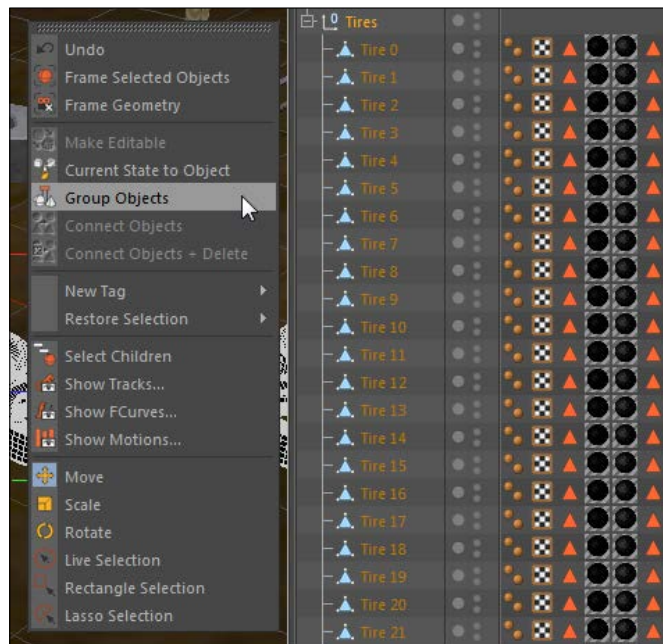 Undo
Frame Selected Objects
Frame Geometry
Make Editable
Current State to Object
Group Objects
Connect Objects
Connect Objects + Delete
New Tag
Restore Selection
Select Children
Show Tracks...
Show FCurves...
Show Motions...
Move
Scale
Rotate
Live Selection
Rectangle Selection
Lasso Selection
Tires
Tire 0
Tire 1
Tire 2
Tire 3
Tire 4
Tire 5
Tire 6
Tire 7
Tire 8
Tire 9
Tire 10
Tire 11
Tire 12
Tire 13
Tire 14
Tire 15
Tire 16
Tire 17
Tire 18
Tire 19
Tire 20
Tire 21